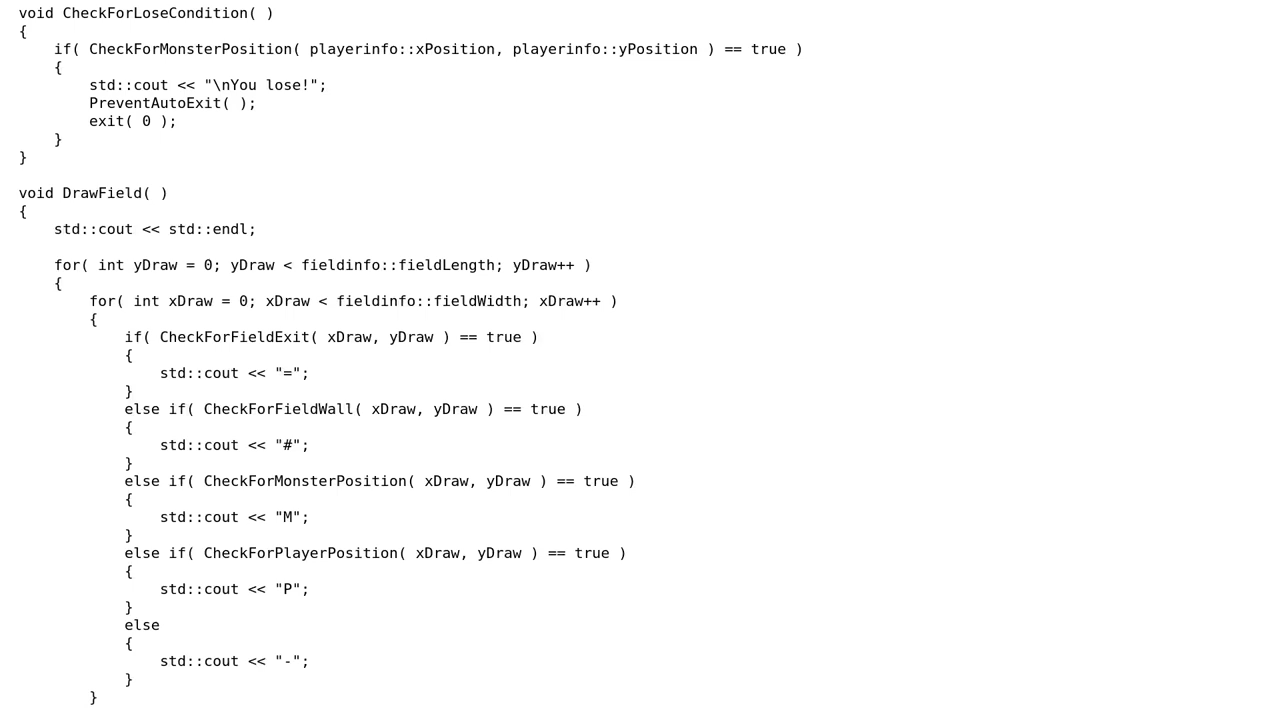 void CheckForLoseCondition( )
{
    if( CheckForMonsterPosition( playerinfo::xPosition, playerinfo::yPosition ) == true )
    {
        std::cout << "\nYou lose!";
        PreventAutoExit( );
        exit( 0 );
    }
}

void DrawField( )
{
    std::cout << std::endl;

    for( int yDraw = 0; yDraw < fieldinfo::fieldLength; yDraw++ )
    {
        for( int xDraw = 0; xDraw < fieldinfo::fieldWidth; xDraw++ )
        {
            if( CheckForFieldExit( xDraw, yDraw ) == true )
            {
                std::cout << "=";
            }
            else if( CheckForFieldWall( xDraw, yDraw ) == true )
            {
                std::cout << "#";
            }
            else if( CheckForMonsterPosition( xDraw, yDraw ) == true )
            {
                std::cout << "M";
            }
            else if( CheckForPlayerPosition( xDraw, yDraw ) == true )
            {
                std::cout << "P";
            }
            else
            {
                std::cout << "-";
            }
        }